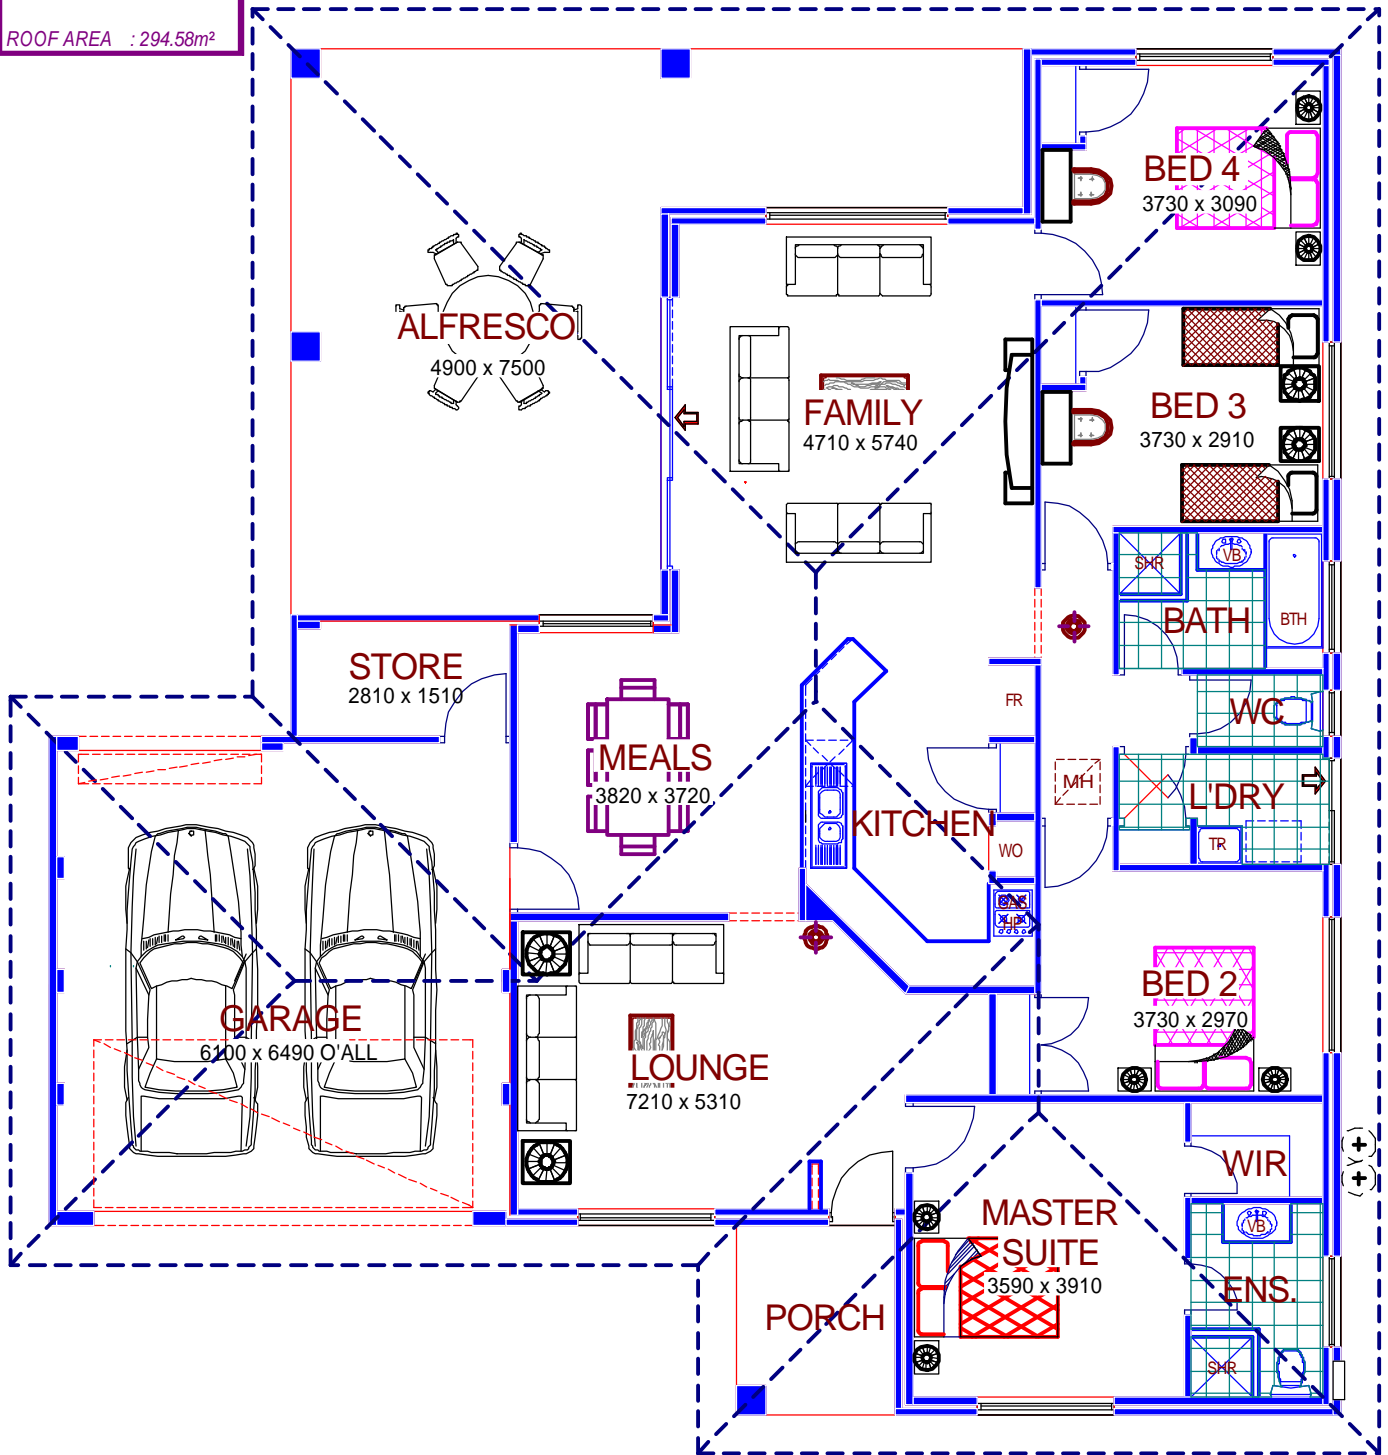 ROOF AREA : 294.58m²
BED 4
3730 x 3090
ALFRESCO
4900 x 7500
FAMILY
4710 x 5740
BED 3
3730 x 2910
SHR
VB
BATH
BTH
STORE
2810 x 1510
FR
WC
MEALS
3820 x 3720
MH
L'DRY
KITCHEN
WO
TR
GAS
HP
BED 2
3730 x 2970
GARAGE
6100 x 6490 O'ALL
LOUNGE
7210 x 5310
WIR
MASTER
SUITE
3590 x 3910
VB
ENS.
PORCH
SHR